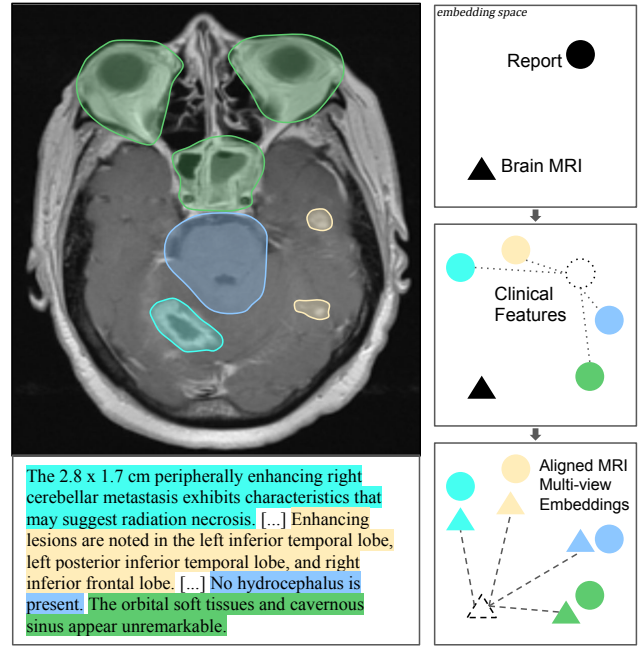 The 2.8 x 1.7 cm peripherally enhancing right
cerebellar metastasis exhibits characteristics that
may suggest radiation necrosis. [...] Enhancing
lesions are noted in the left inferior temporal lobe,
left posterior inferior temporal lobe, and right
inferior frontal lobe. [...] No hydrocephalus is
present. The orbital soft tissues and cavernous
sinus appear unremarkable.
embedding space
Report
Brain MRI
Clinical
Features
Aligned MRI
Multi-view
Embeddings